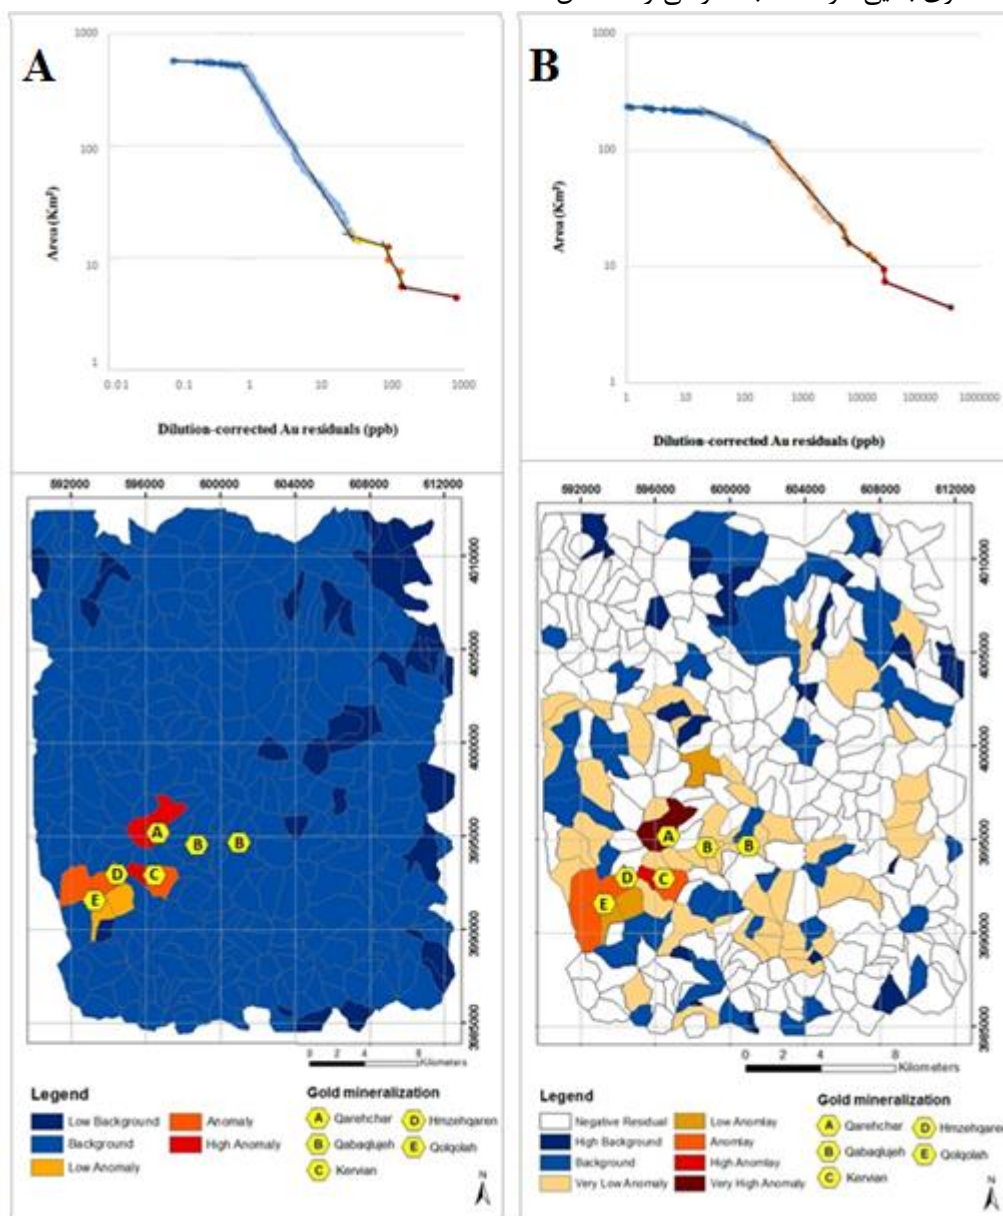 A
1000
100
10
1
Area (Km²)
0.01 0.1 1 10 100 1000
Dilution-corrected Au residuals (ppb)
B
1000
100
10
1
Area (Km²)
1 10 100 1000 10000 100000 1000000
Dilution-corrected Au residuals (ppb)
592000 596000 600000 604000 608000 612000
4010000
4005000
4000000
3995000
3990000
3985000
A
B B
D C
E
0 2 4 8
Kilometers
Legend
Low Background
Background
Low Anomaly
Anomaly
High Anomaly
Gold mineralization
A Qarehchar
B Qabaqlujeh
C Kervian
D Hmzehqaren
E Qolqolah
N
592000 596000 600000 604000 608000 612000
4010000
4005000
4000000
3995000
3990000
3985000
A
B B
D C
E
0 2 4 8
Kilometers
Legend
Negative Residual
High Background
Background
Very Low Anomaly
Low Anomlay
Anomlay
High Anomlay
Very High Anomaly
Gold mineralization
A Qarehchar
B Qabaqlujeh
C Kervian
D Hmzehqaren
E Qolqolah
N